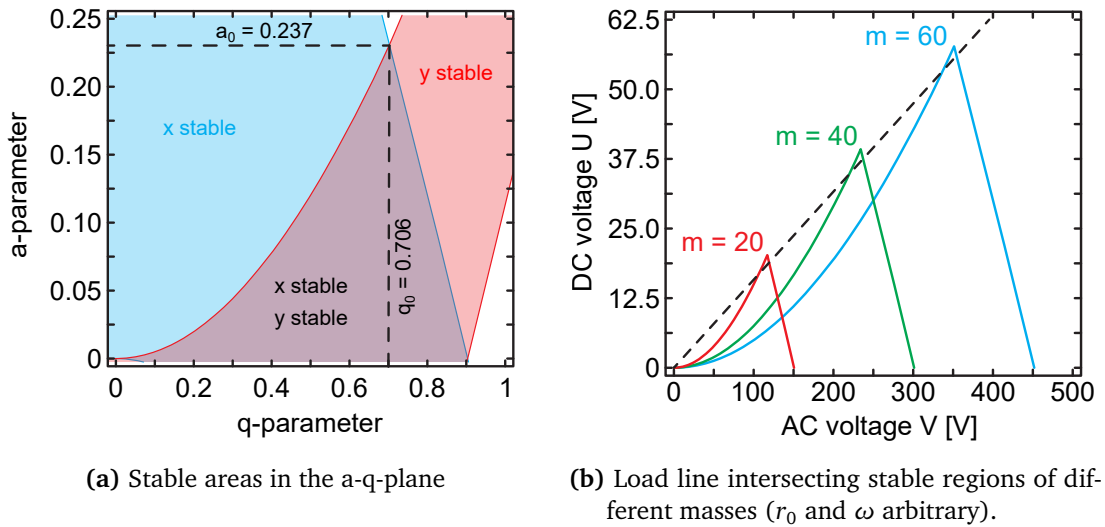 0.25
0.20
0.15
0.10
0.05
0
a-parameter
a₀ = 0.237
x stable
y stable
x stable
y stable
q₀ = 0.706
0 0.2 0.4 0.6 0.8 1
q-parameter
(a) Stable areas in the a-q-plane
62.5
50.0
37.5
25.0
12.5
0
DC voltage U [V]
m = 60
m = 40
m = 20
0 100 200 300 400 500
AC voltage V [V]
(b) Load line intersecting stable regions of dif-
ferent masses (r₀ and ω arbitrary).